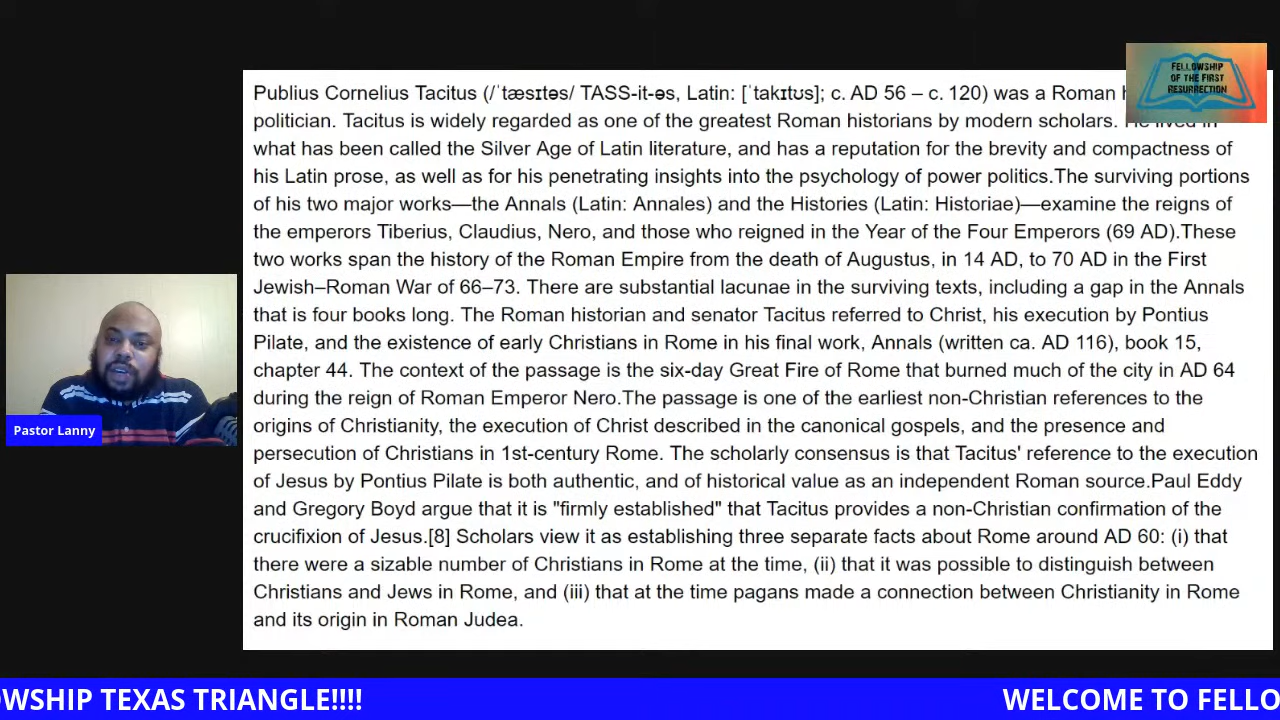 FELLOWSHIP
OF THE FIRST
RESURRECTION
Publius Cornelius Tacitus (/ˈtæsɪtəs/ TASS-it-əs, Latin: [ˈtakɪtʊs]; c. AD 56 – c. 120) was a Roman
politician. Tacitus is widely regarded as one of the greatest Roman historians by modern scholars. He lived in
what has been called the Silver Age of Latin literature, and has a reputation for the brevity and compactness of
his Latin prose, as well as for his penetrating insights into the psychology of power politics.The surviving portions
of his two major works—the Annals (Latin: Annales) and the Histories (Latin: Historiae)—examine the reigns of
the emperors Tiberius, Claudius, Nero, and those who reigned in the Year of the Four Emperors (69 AD).These
two works span the history of the Roman Empire from the death of Augustus, in 14 AD, to 70 AD in the First
Jewish–Roman War of 66–73. There are substantial lacunae in the surviving texts, including a gap in the Annals
that is four books long. The Roman historian and senator Tacitus referred to Christ, his execution by Pontius
Pilate, and the existence of early Christians in Rome in his final work, Annals (written ca. AD 116), book 15,
chapter 44. The context of the passage is the six-day Great Fire of Rome that burned much of the city in AD 64
during the reign of Roman Emperor Nero.The passage is one of the earliest non-Christian references to the
origins of Christianity, the execution of Christ described in the canonical gospels, and the presence and
persecution of Christians in 1st-century Rome. The scholarly consensus is that Tacitus' reference to the execution
of Jesus by Pontius Pilate is both authentic, and of historical value as an independent Roman source.Paul Eddy
and Gregory Boyd argue that it is "firmly established" that Tacitus provides a non-Christian confirmation of the
crucifixion of Jesus.[8] Scholars view it as establishing three separate facts about Rome around AD 60: (i) that
there were a sizable number of Christians in Rome at the time, (ii) that it was possible to distinguish between
Christians and Jews in Rome, and (iii) that at the time pagans made a connection between Christianity in Rome
and its origin in Roman Judea.
Pastor Lanny
OWSHIP TEXAS TRIANGLE!!!! WELCOME TO FELLO